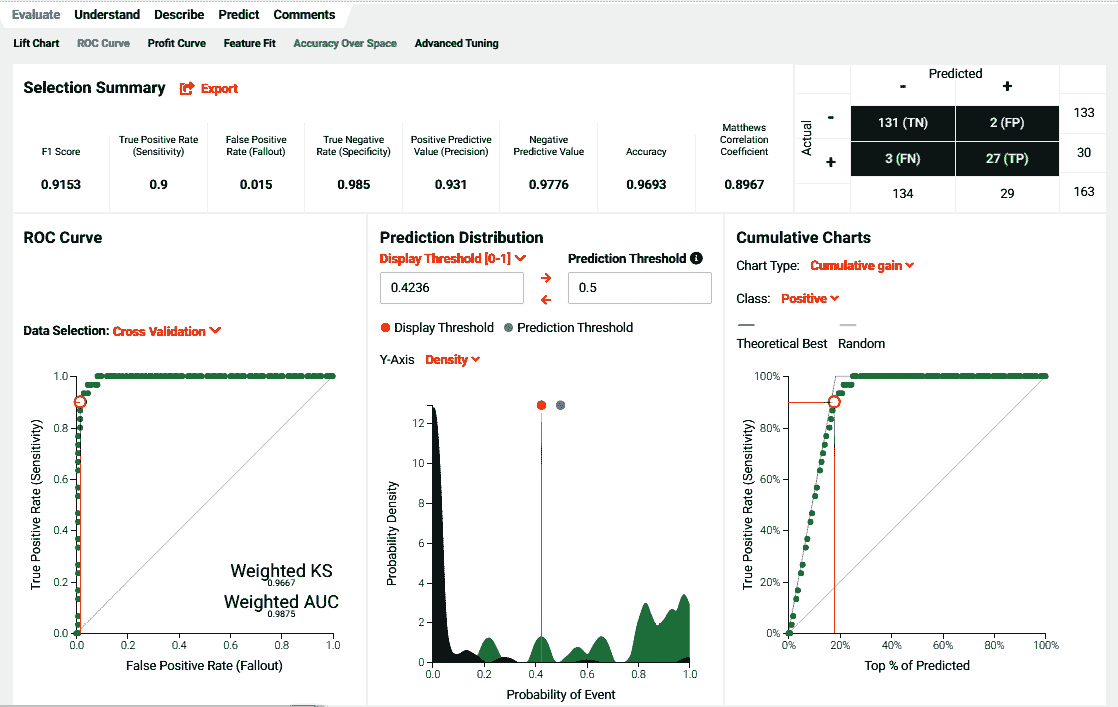 Evaluate Understand Describe Predict Comments
Lift Chart ROC Curve Profit Curve Feature Fit Accuracy Over Space Advanced Tuning
Selection Summary Export
F1 Score
0.9153
True Positive Rate
(Sensitivity)
0.9
False Positive
Rate (Fallout)
0.015
True Negative
Rate (Specificity)
0.985
Positive Predictive
Value (Precision)
0.931
Negative
Predictive Value
0.9776
Accuracy
0.9693
Matthews
Correlation
Coefficient
0.8967
Predicted
- +
Actual
- 131 (TN) 2 (FP) 133
+ 3 (FN) 27 (TP) 30
134 29 163
ROC Curve
Data Selection: Cross Validation
True Positive Rate (Sensitivity)
1.0
0.8
0.6
0.4
0.2
0.0
Weighted KS
0.9667
Weighted AUC
0.9875
0.0 0.2 0.4 0.6 0.8 1.0
False Positive Rate (Fallout)
Prediction Distribution
Display Threshold [0-1] Prediction Threshold i
0.4236 0.5
Display Threshold Prediction Threshold
Y-Axis Density
Probability Density
12
10
8
6
4
2
0
0.0 0.2 0.4 0.6 0.8 1.0
Probability of Event
Cumulative Charts
Chart Type: Cumulative gain
Class: Positive
Theoretical Best Random
True Positive Rate (Sensitivity)
100%
80%
60%
40%
20%
0%
0% 20% 40% 60% 80% 100%
Top % of Predicted